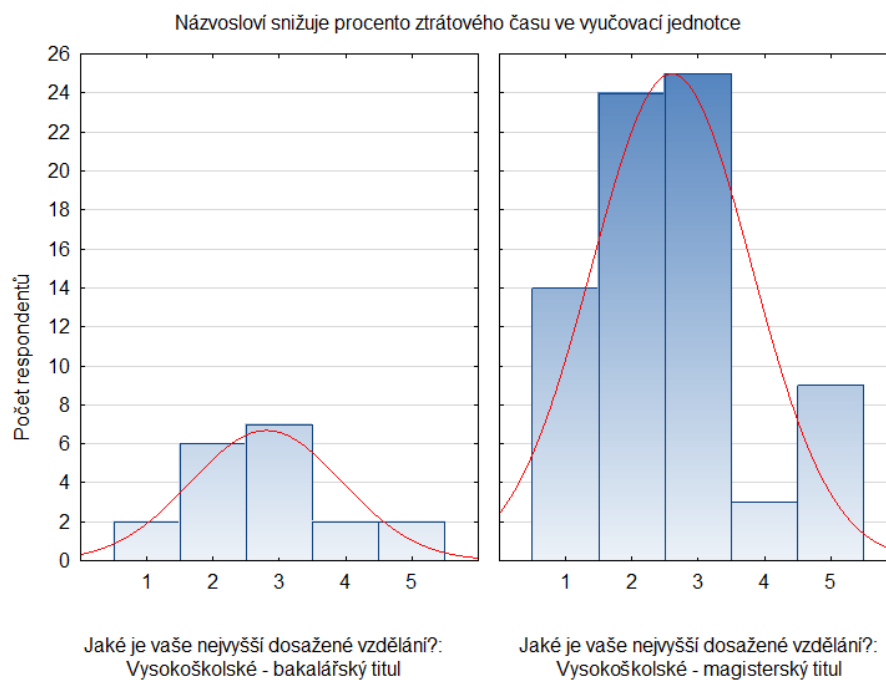 Názvosloví snižuje procento ztrátového času ve vyučovací jednotce
Počet respondentů
26
24
22
20
18
16
14
12
10
8
6
4
2
0
1 2 3 4 5
1 2 3 4 5
Jaké je vaše nejvyšší dosažené vzdělání?:
Vysokoškolské - bakalářský titul
Jaké je vaše nejvyšší dosažené vzdělání?:
Vysokoškolské - magisterský titul